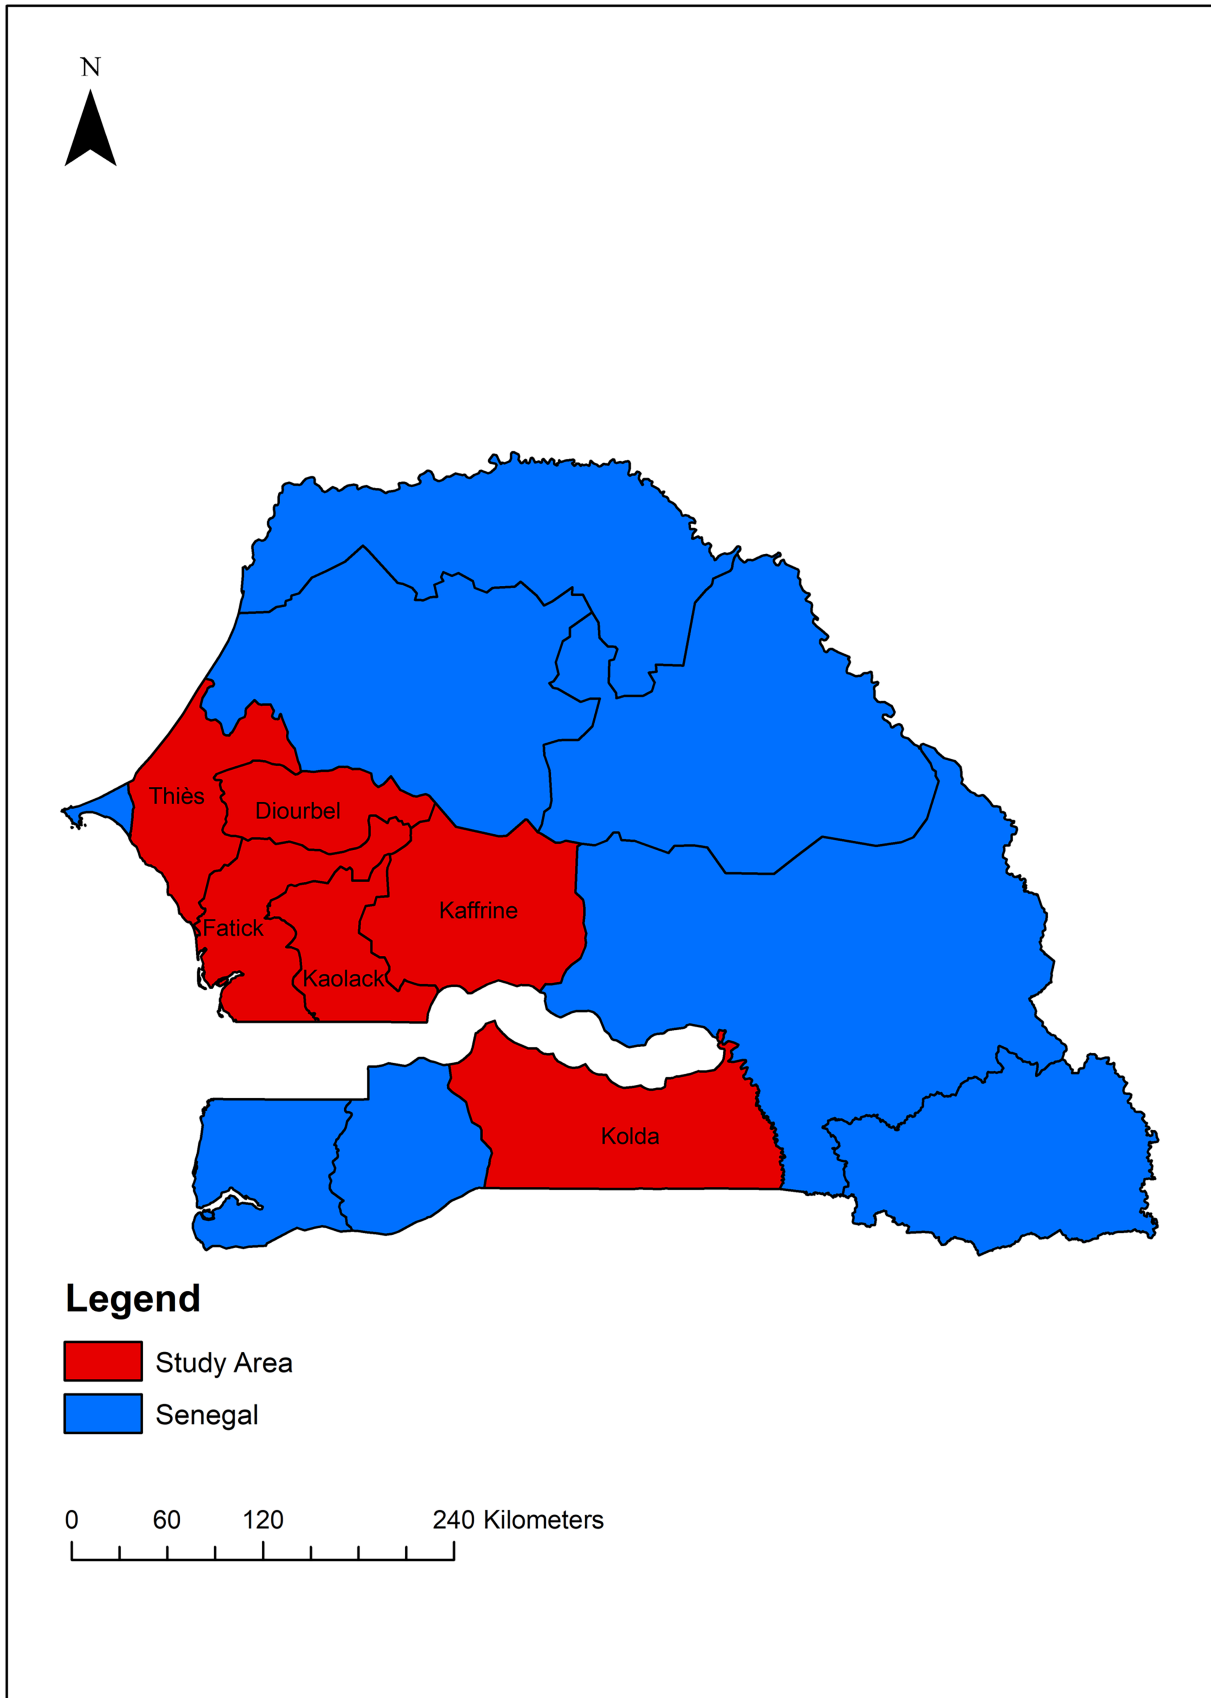 N
Thiès
Diourbel
Kaffrine
Fatick
Kaolack
Kolda
Legend
Study Area
Senegal
0 60 120 240 Kilometers